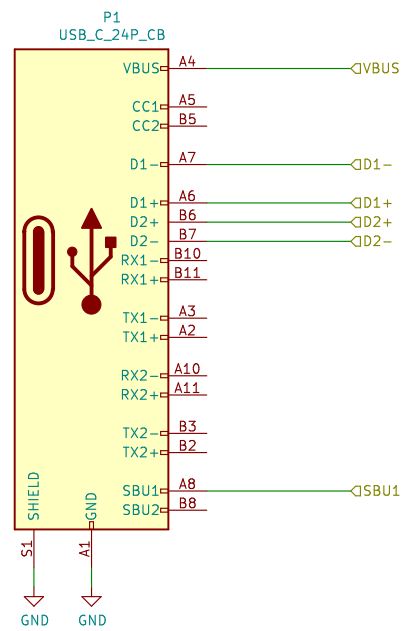 P1
USB_C_24P_CB
VBUS A4 VBUS
CC1 A5
CC2 B5
D1- A7 D1-
D1+ A6 D1+
D2+ B6 D2+
D2- B7 D2-
RX1- B10
RX1+ B11
TX1- A3
TX1+ A2
RX2- A10
RX2+ A11
TX2- B3
TX2+ B2
SBU1 A8 SBU1
SBU2 B8
SHIELD
GND
S1
A1
GND
GND